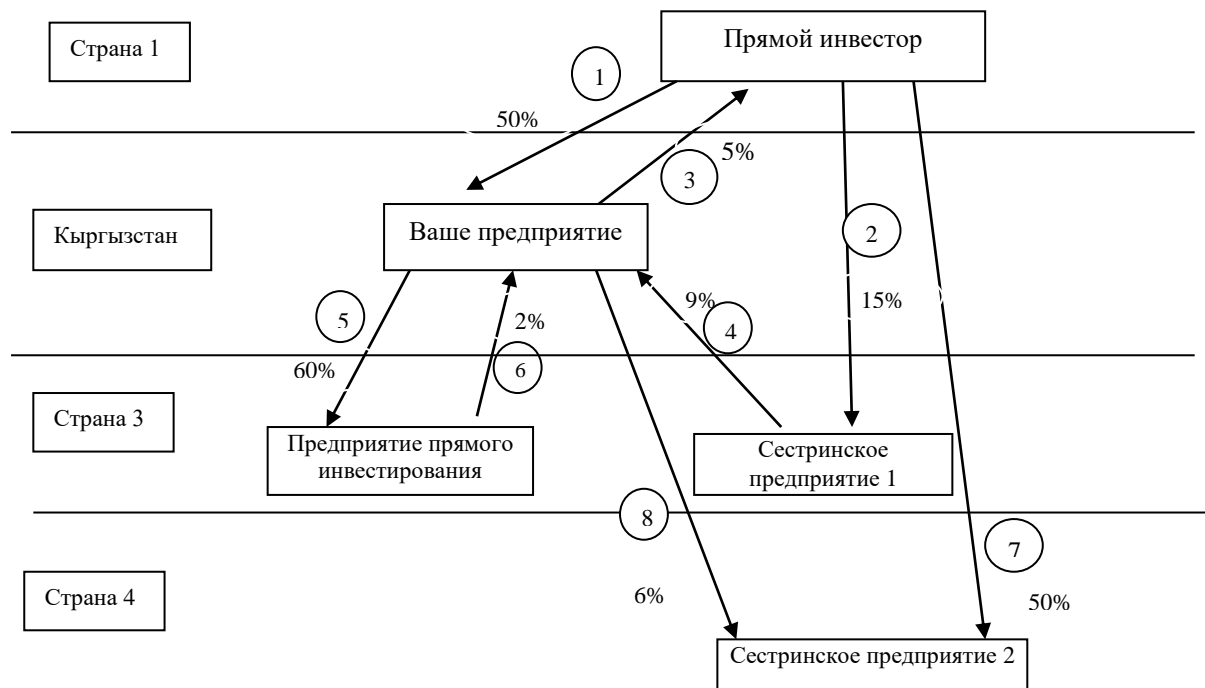 Страна 1
Прямой инвестор
1
50%
5%
3
Кыргызстан
Ваше предприятие
2
5
2%
9%
4
15%
60%
6
Страна 3
Предприятие прямого
инвестирования
Сестринское
предприятие 1
8
7
Страна 4
6%
50%
Сестринское предприятие 2